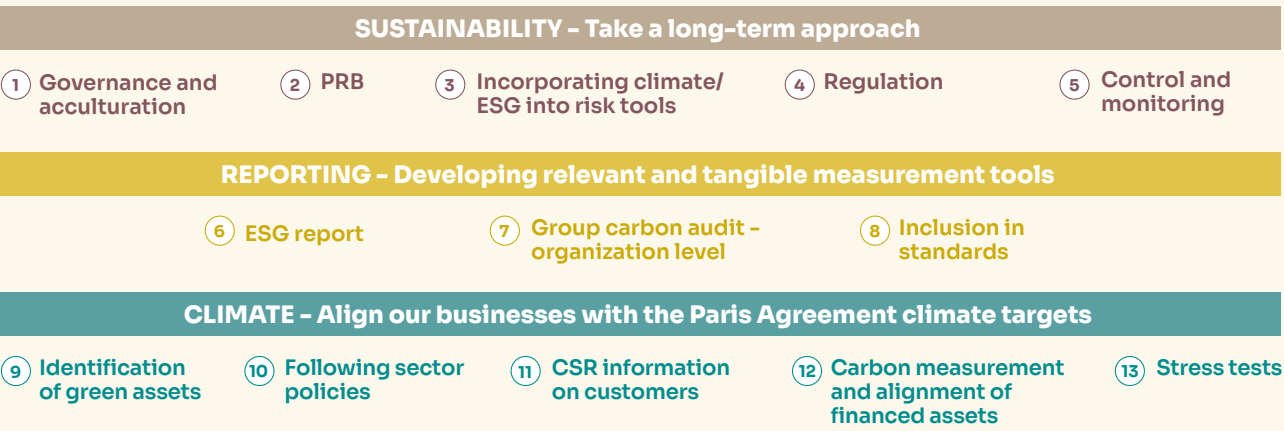 SUSTAINABILITY – Take a long-term approach
1 Governance and
acculturation
2 PRB
3 Incorporating climate/
ESG into risk tools
4 Regulation
5 Control and
monitoring
REPORTING – Developing relevant and tangible measurement tools
6 ESG report
7 Group carbon audit –
organization level
8 Inclusion in
standards
CLIMATE – Align our businesses with the Paris Agreement climate targets
9 Identification
of green assets
10 Following sector
policies
11 CSR information
on customers
12 Carbon measurement
and alignment of
financed assets
13 Stress tests